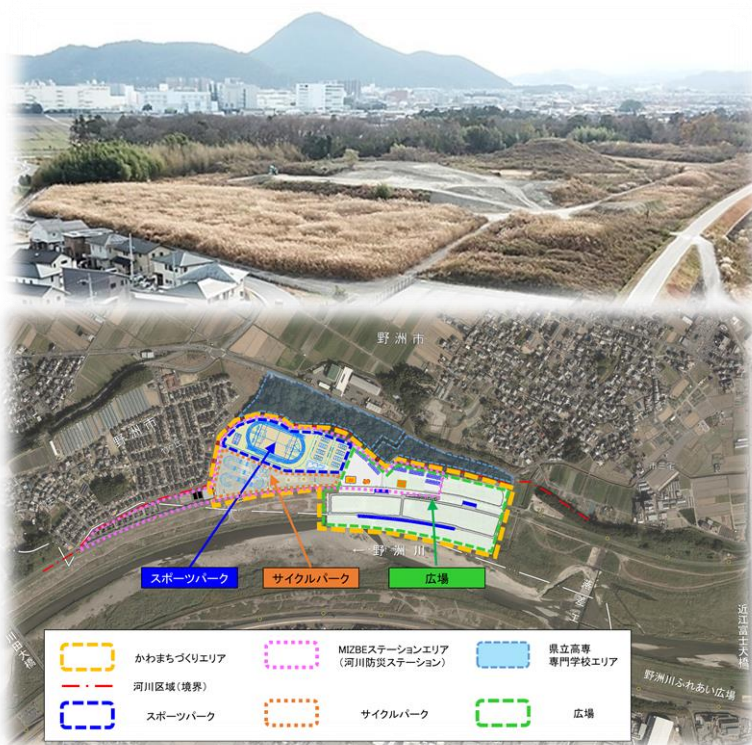 野洲市
野洲市
←野洲川
スポーツパーク
サイクルパーク
広場
近江富士大橋
野洲川ふれあい広場
かわまちづくりエリア
MIZBEステーションエリア
(河川防災ステーション)
県立高専
専門学校エリア
河川区域(境界)
スポーツパーク
サイクルパーク
広場